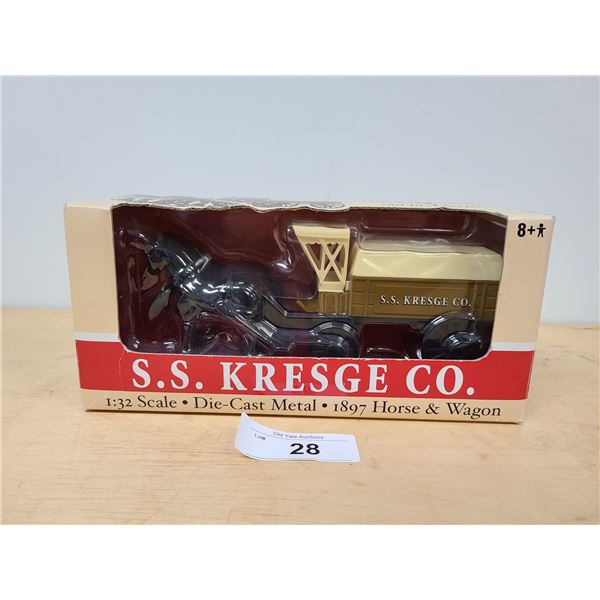 8+
S.S. KRESGE CO.
S.S. KRESGE CO.
1:32 Scale • Die-Cast Metal • 1897 Horse & Wagon
Old Yale Auctions
Lot#
28